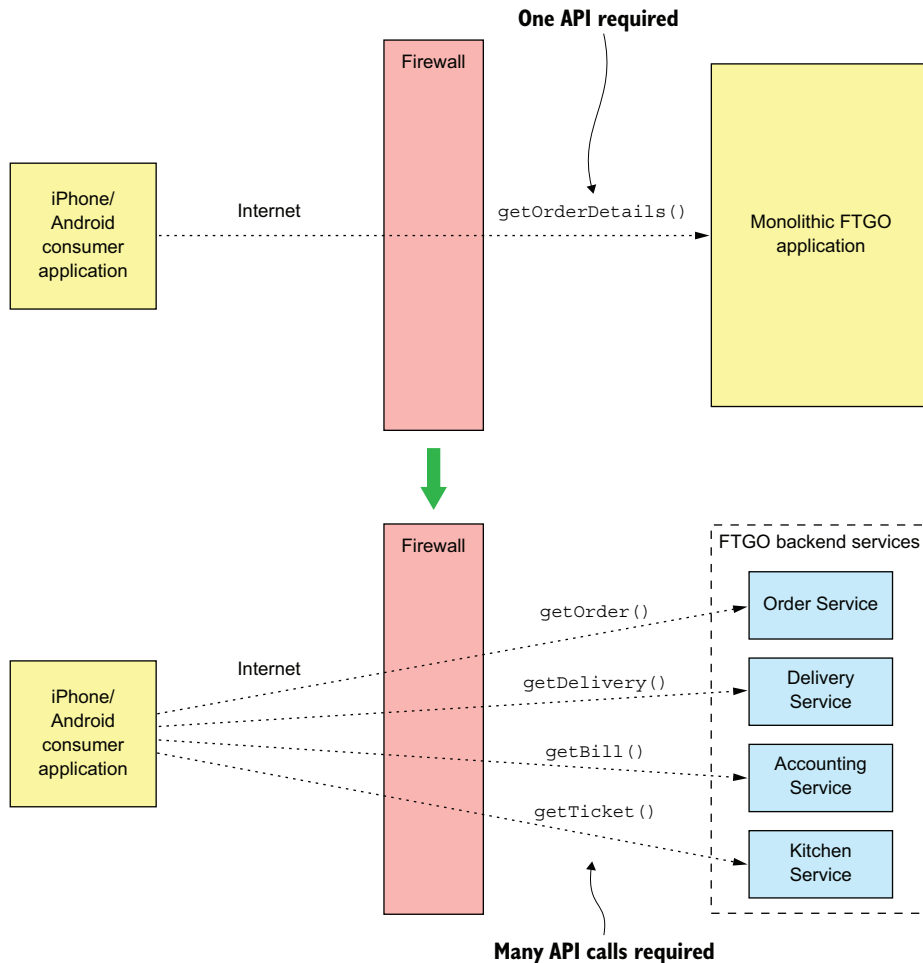 One API required
Firewall
iPhone/
Android
consumer
application
Internet
getOrderDetails()
Monolithic FTGO
application
Firewall
FTGO backend services
iPhone/
Android
consumer
application
Internet
getOrder()
Order Service
getDelivery()
Delivery
Service
getBill()
Accounting
Service
getTicket()
Kitchen
Service
Many API calls required